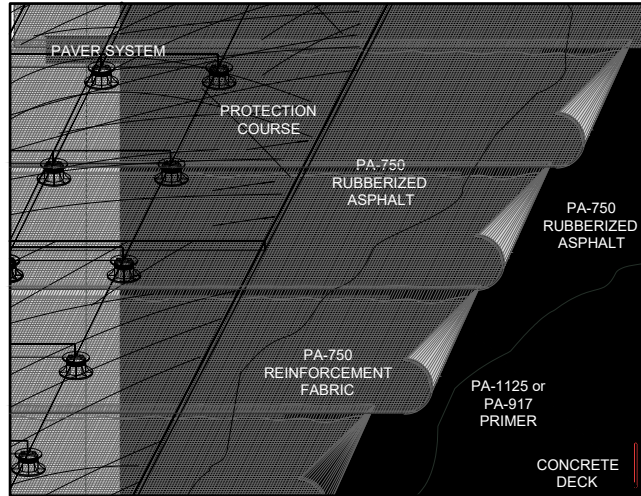 PAVER SYSTEM
PROTECTION
COURSE
PA-750
RUBBERIZED
ASPHALT
PA-750
RUBBERIZED
ASPHALT
PA-750
REINFORCEMENT
FABRIC
PA-1125 or
PA-917
PRIMER
CONCRETE
DECK